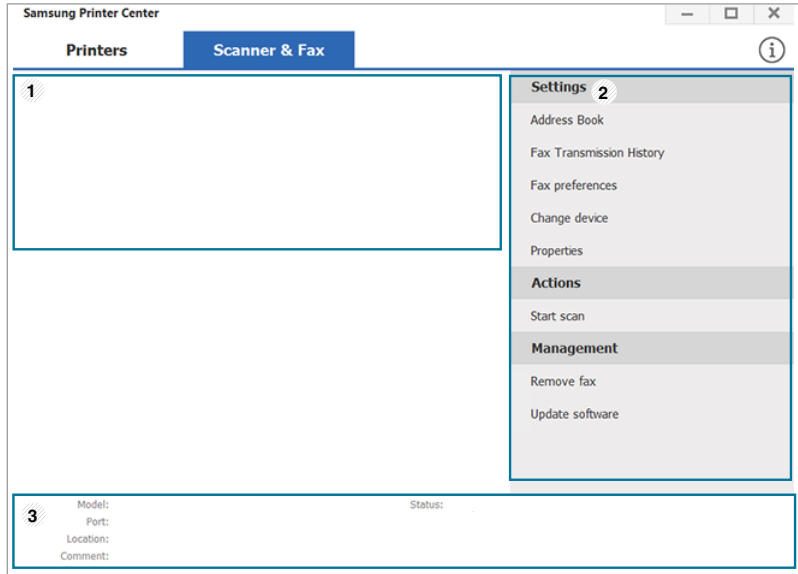 Samsung Printer Center
Printers
Scanner & Fax
i
1
Settings 2
Address Book
Fax Transmission History
Fax preferences
Change device
Properties
Actions
Start scan
Management
Remove fax
Update software
3
Model:
Status:
Port:
Location:
Comment: